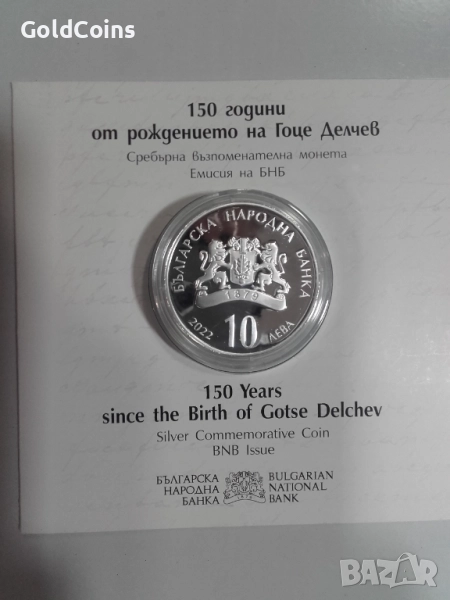 GoldCoins
150 години
от рождението на Гоце Делчев
Сребърна възпоменателна монета
Емисия на БНБ
БЪЛГАРСКА НАРОДНА БАНКА
1879
2022 10 ЛЕВА
150 Years
since the Birth of Gotse Delchev
Silver Commemorative Coin
BNB Issue
БЪЛГАРСКА
НАРОДНА
БАНКА
BULGARIAN
NATIONAL
BANK
BAZAR